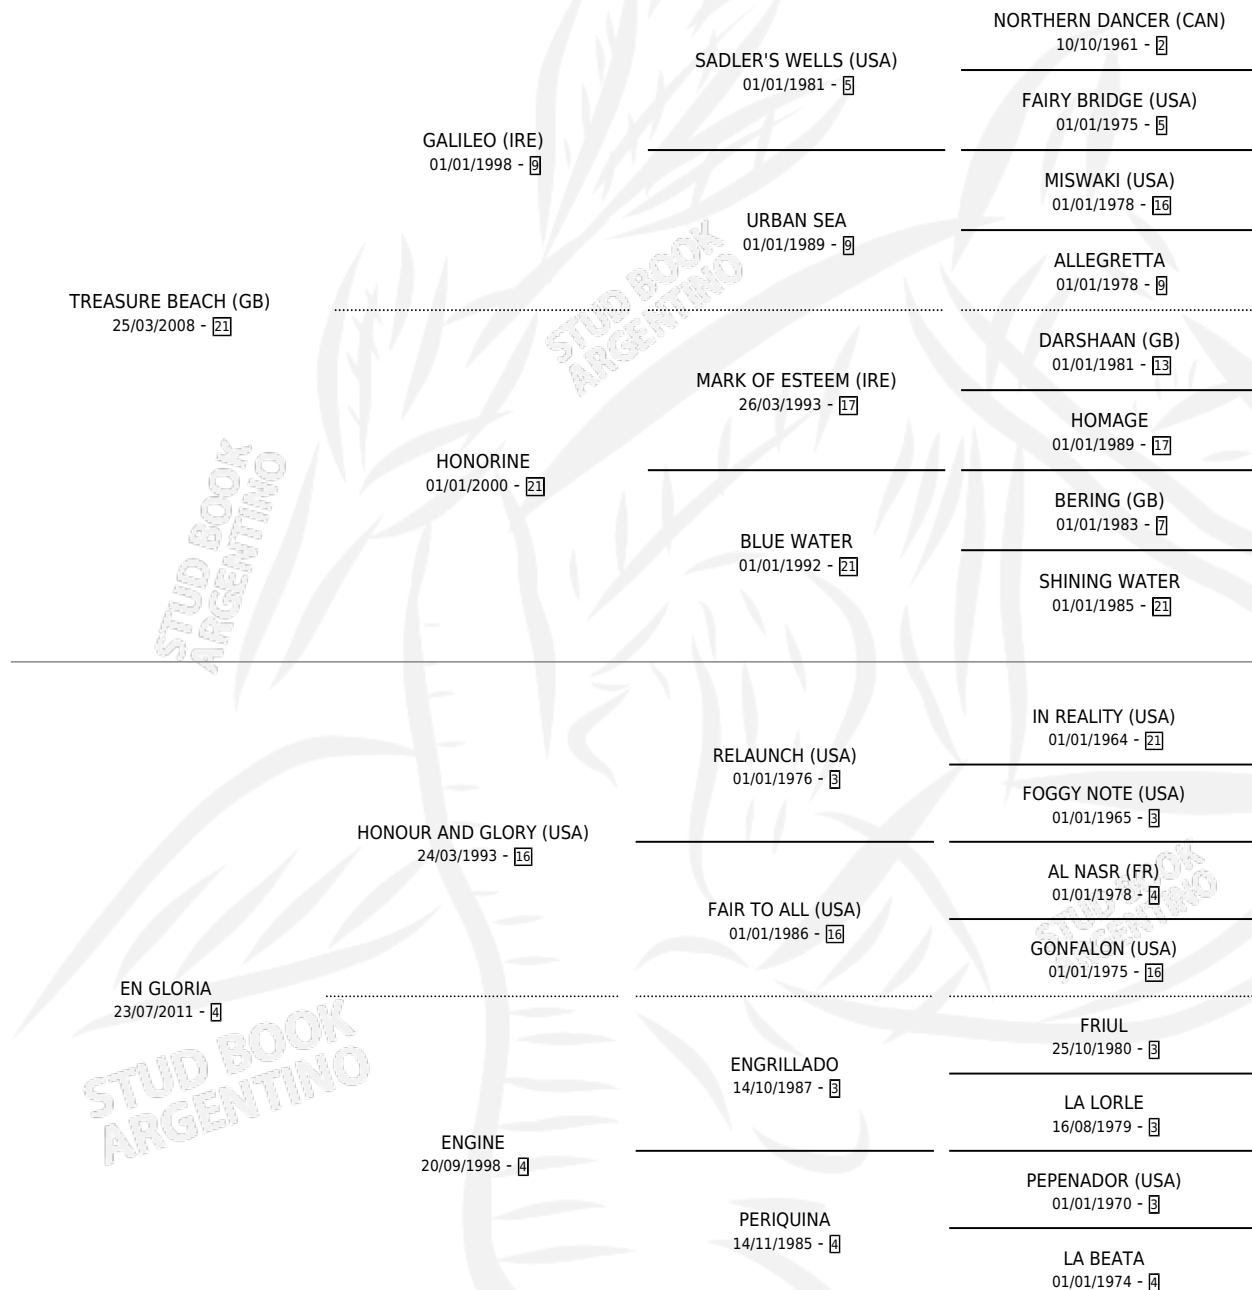 NORTHERN DANCER (CAN)
10/10/1961 - 2
SADLER'S WELLS (USA)
01/01/1981 - 5
FAIRY BRIDGE (USA)
01/01/1975 - 5
GALILEO (IRE)
01/01/1998 - 9
MISWAKI (USA)
01/01/1978 - 16
URBAN SEA
01/01/1989 - 9
ALLEGRETTA
01/01/1978 - 9
TREASURE BEACH (GB)
25/03/2008 - 21
DARSHAAN (GB)
01/01/1981 - 13
MARK OF ESTEEM (IRE)
26/03/1993 - 17
HOMAGE
01/01/1989 - 17
HONORINE
01/01/2000 - 21
BERING (GB)
01/01/1983 - 7
BLUE WATER
01/01/1992 - 21
SHINING WATER
01/01/1985 - 21
IN REALITY (USA)
01/01/1964 - 21
RELAUNCH (USA)
01/01/1976 - 3
FOGGY NOTE (USA)
01/01/1965 - 3
HONOUR AND GLORY (USA)
24/03/1993 - 16
AL NASR (FR)
01/01/1978 - 4
FAIR TO ALL (USA)
01/01/1986 - 16
GONFALON (USA)
01/01/1975 - 16
EN GLORIA
23/07/2011 - 4
FRIUL
25/10/1980 - 3
ENGRILLADO
14/10/1987 - 3
LA LORLE
16/08/1979 - 3
ENGINE
20/09/1998 - 4
PEPENADOR (USA)
01/01/1970 - 3
PERIQUINA
14/11/1985 - 4
LA BEATA
01/01/1974 - 4
STUD BOOK
ARGENTINO
STUD BOOK
ARGENTINO
STUD BOOK
ARGENTINO
STUD BOOK
ARGENTINO